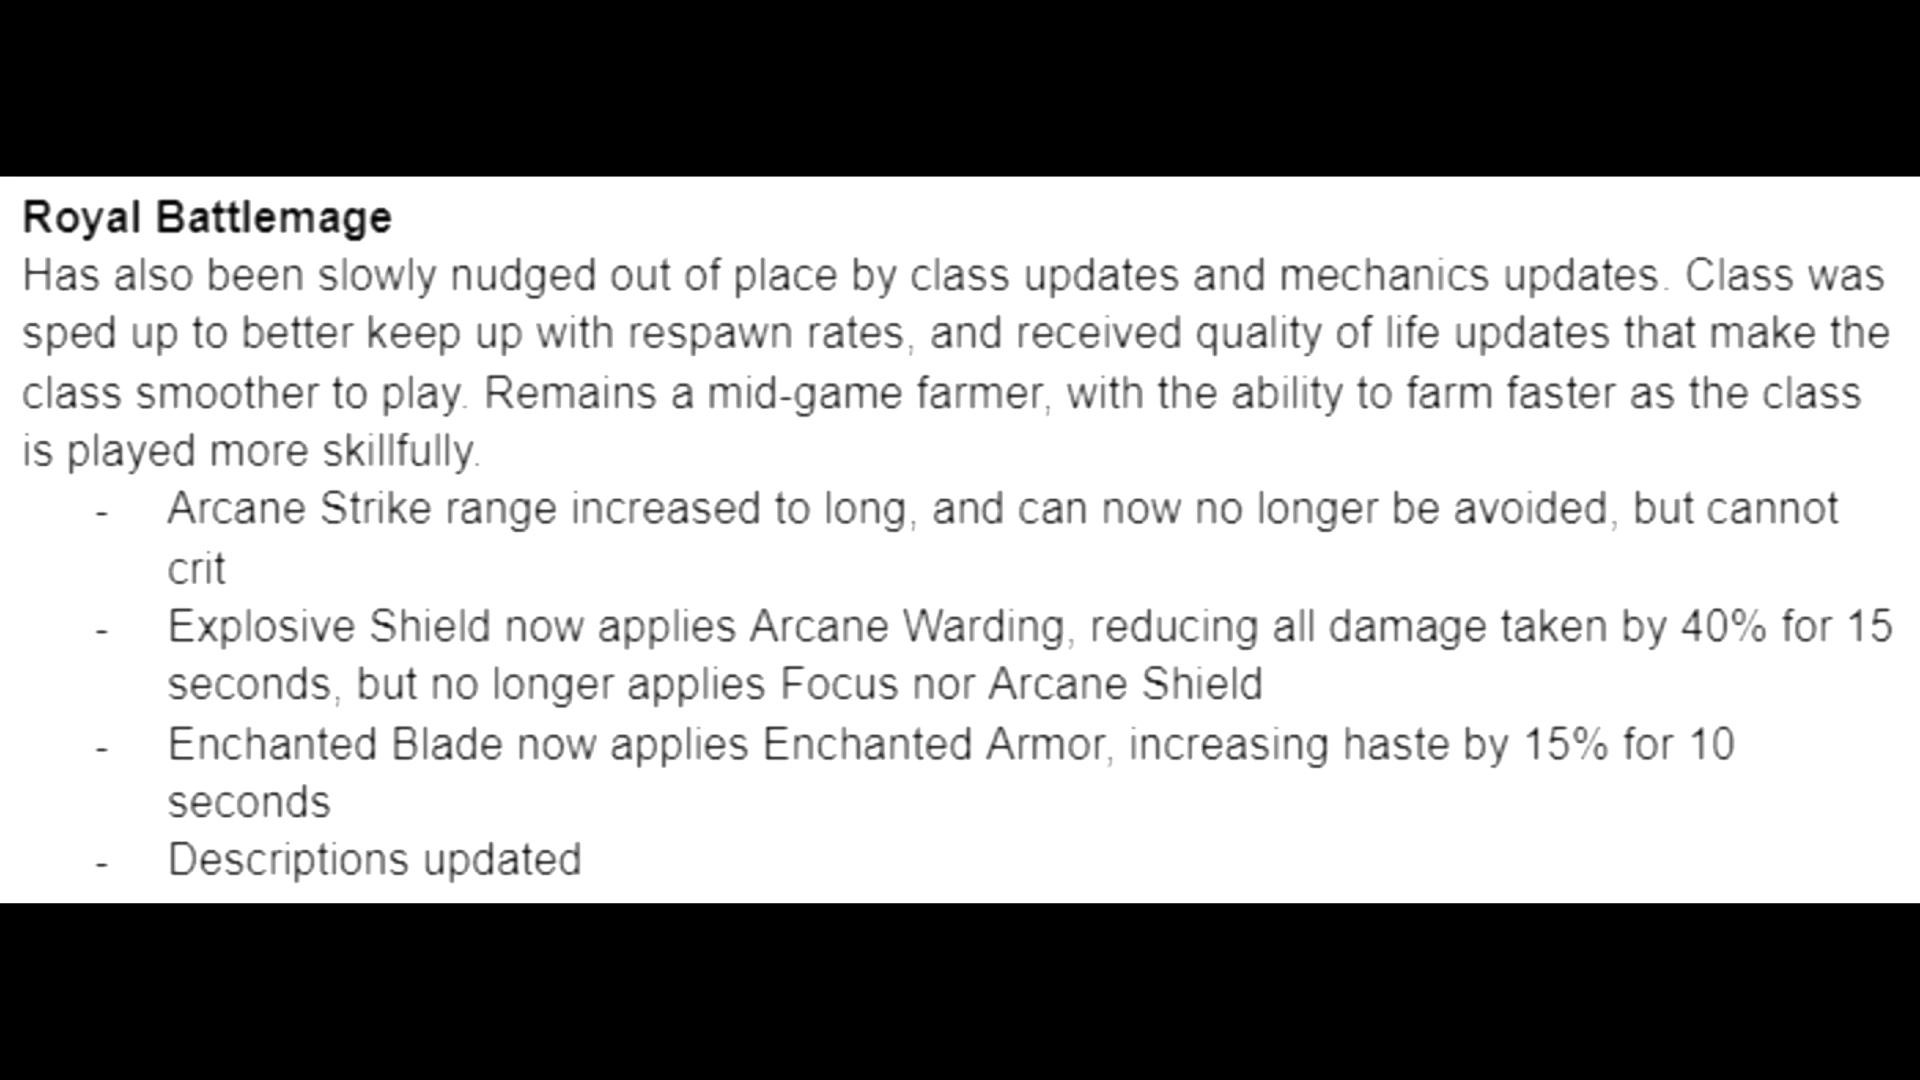 Royal Battlemage
Has also been slowly nudged out of place by class updates and mechanics updates. Class was
sped up to better keep up with respawn rates, and received quality of life updates that make the
class smoother to play. Remains a mid-game farmer, with the ability to farm faster as the class
is played more skillfully.
- Arcane Strike range increased to long, and can now no longer be avoided, but cannot
crit
- Explosive Shield now applies Arcane Warding, reducing all damage taken by 40% for 15
seconds, but no longer applies Focus nor Arcane Shield
- Enchanted Blade now applies Enchanted Armor, increasing haste by 15% for 10
seconds
- Descriptions updated